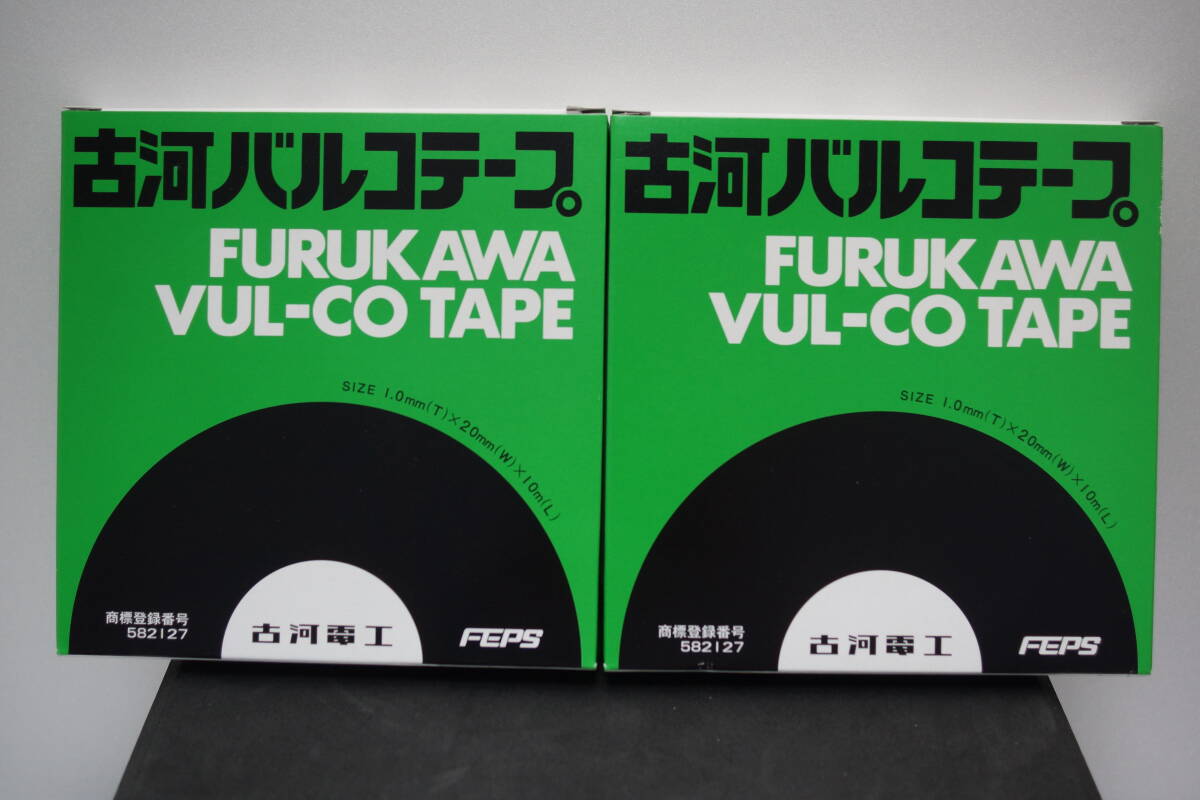 古河バルコテープ。
FURUKAWA
VUL-CO TAPE
SIZE 1.0mm(T)×20mm(W)×10m(L)
商標登録番号
582127
古河電工
FEPS
古河バルコテープ。
FURUKAWA
VUL-CO TAPE
SIZE 1.0mm(T)×20mm(W)×10m(L)
商標登録番号
582127
古河電工
FEPS